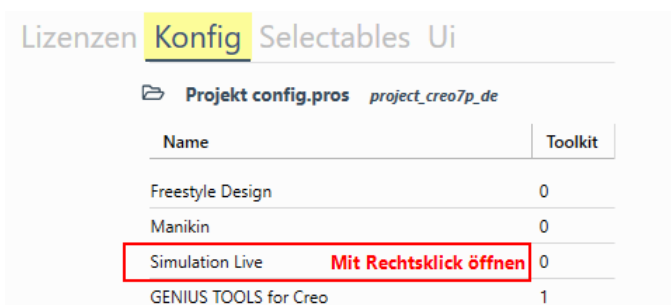 Lizenzen Konfig Selectables Ui
Projekt config.pros project_creo7p_de
Name Toolkit
Freestyle Design 0
Manikin 0
Simulation Live Mit Rechtsklick öffnen 0
GENIUS TOOLS for Creo 1